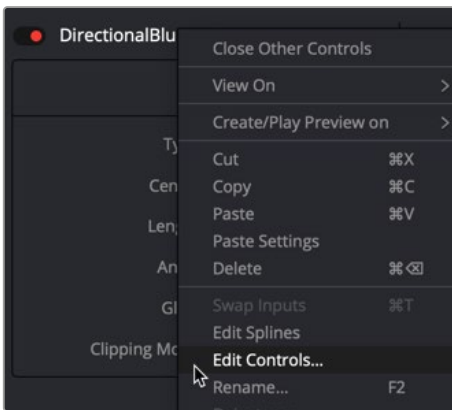 DirectionalBlu
Close Other Controls
View On
Create/Play Preview on
Ty
Cut ⌘X
Cen
Copy ⌘C
Paste ⌘V
Len
Paste Settings
An
Delete ⌘⌫
Gl
Swap Inputs ⌘T
Edit Splines
Clipping Mo
Edit Controls...
Rename... F2